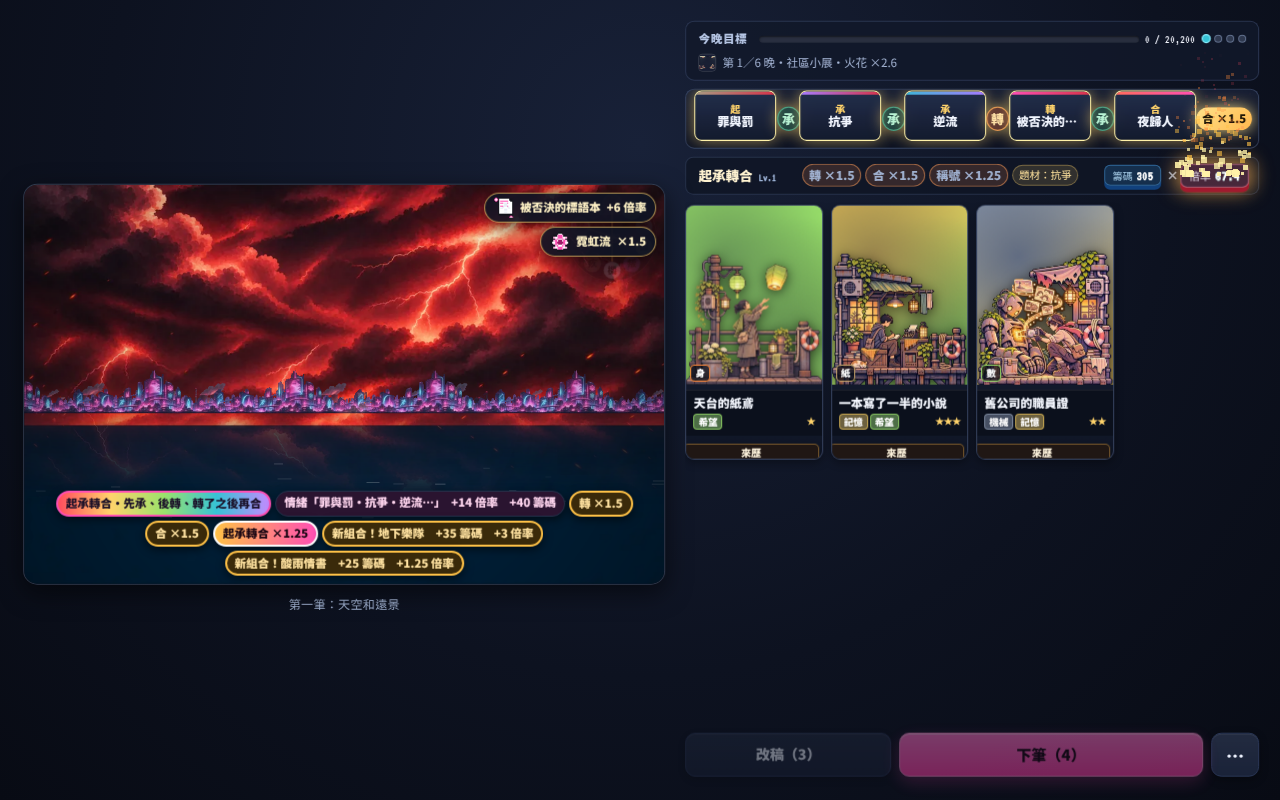 今晚目標 0 / 20,200
第 1／6 晚・社區小展・火花 ×2.6
起 罪與罰 承 承 抗爭 承 承 逆流 轉 轉 被否決的… 承 合 夜歸人 合 ×1.5
起承轉合 Lv.1 轉 ×1.5 合 ×1.5 稱號 ×1.25 題材：抗爭 籌碼 305 ×
被否決的標語本 +6 倍率
霓虹流 ×1.5
起承轉合・先承、後轉、轉了之後再合 情緒「罪與罰・抗爭・逆流…」 +14 倍率 +40 籌碼 轉 ×1.5
合 ×1.5 起承轉合 ×1.25 新組合！地下樂隊 +35 籌碼 +3 倍率
新組合！酸雨情書 +25 籌碼 +1.25 倍率
第一筆：天空和遠景
身
天台的紙鳶
希望 ★
來歷
紙
一本寫了一半的小說
記憶 希望 ★★★
來歷
敵
舊公司的職員證
機械 記憶 ★★
來歷
改稿（3） 下筆（4） …